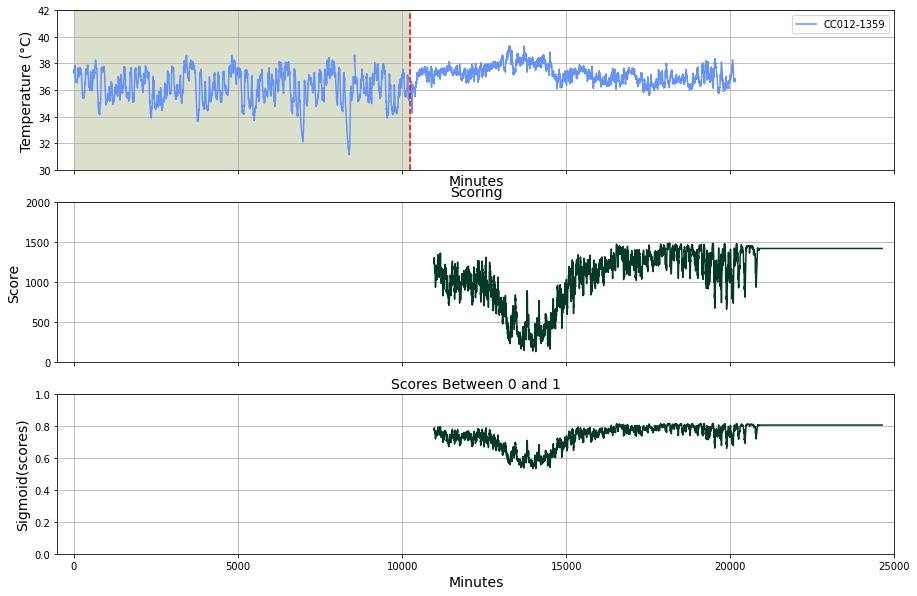 42
40
38
36
34
32
30
Temperature (°C)
CC012-1359
Minutes
Scoring
2000
1500
1000
500
0
Score
Scores Between 0 and 1
1.0
0.8
0.6
0.4
0.2
0.0
Sigmoid(scores)
0 5000 10000 15000 20000 25000
Minutes